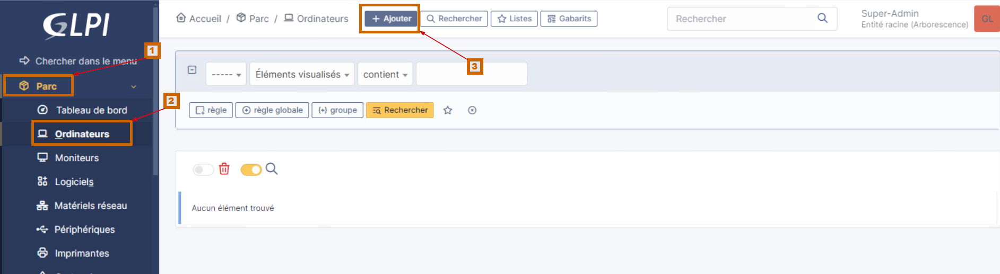 GLPI
Chercher dans le menu
1
Parc
Tableau de bord
2
Ordinateurs
Moniteurs
Logiciels
Matériels réseau
Périphériques
Imprimantes
Accueil / Parc / Ordinateurs
+ Ajouter
Rechercher
Listes
Gabarits
Rechercher
Super-Admin
Entité racine (Arborescence)
GL
3
----- Éléments visualisés contient
règle
règle globale
groupe
Rechercher
Aucun élément trouvé